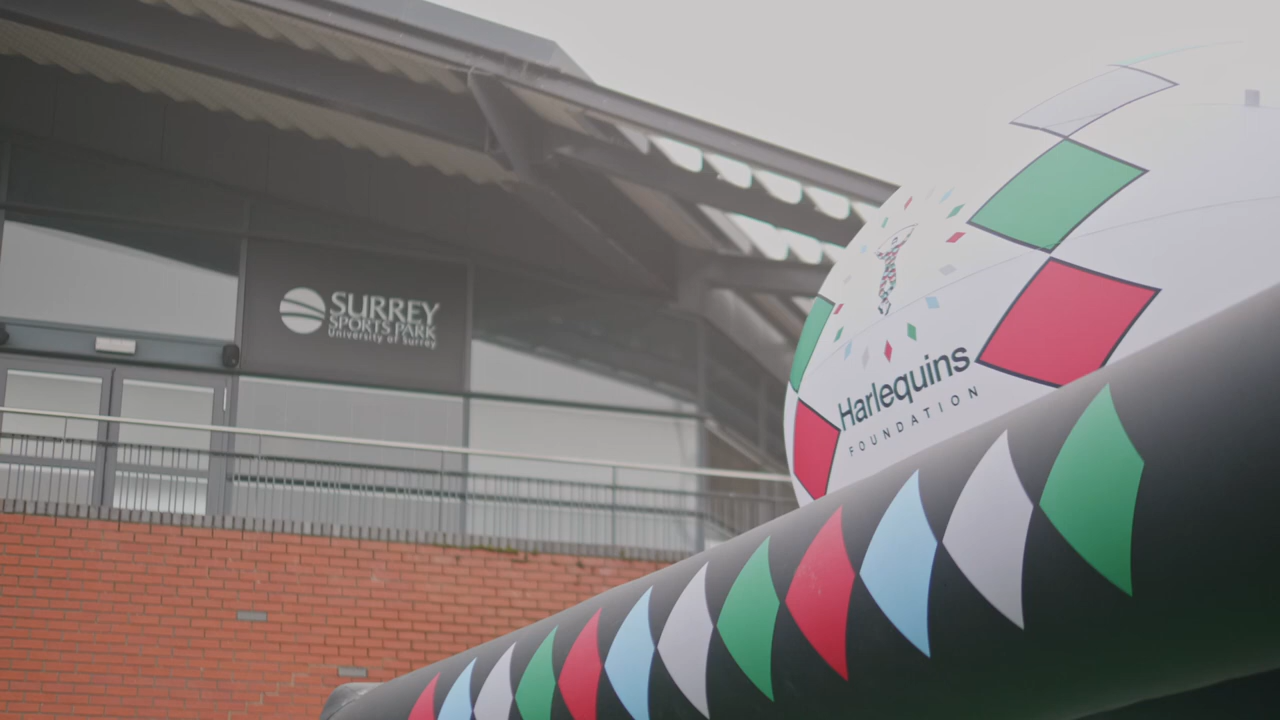 SURREY
SPORTS PARK
University of Surrey
Harlequins
FOUNDATION